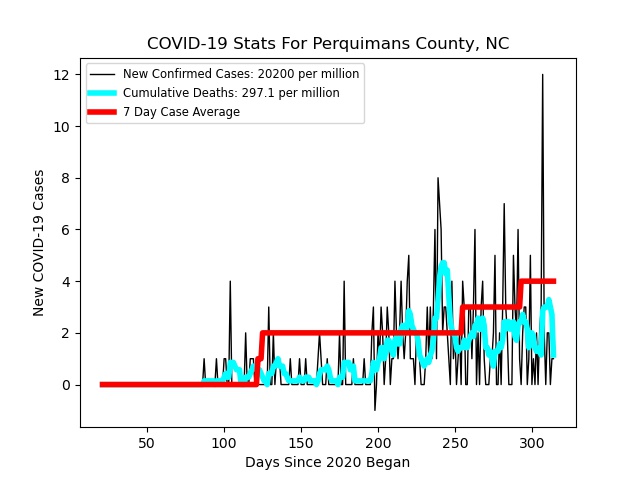 COVID-19 Stats For Perquimans County, NC
New Confirmed Cases: 20200 per million
Cumulative Deaths: 297.1 per million
7 Day Case Average
New COVID-19 Cases
12
10
8
6
4
2
0
50 100 150 200 250 300
Days Since 2020 Began